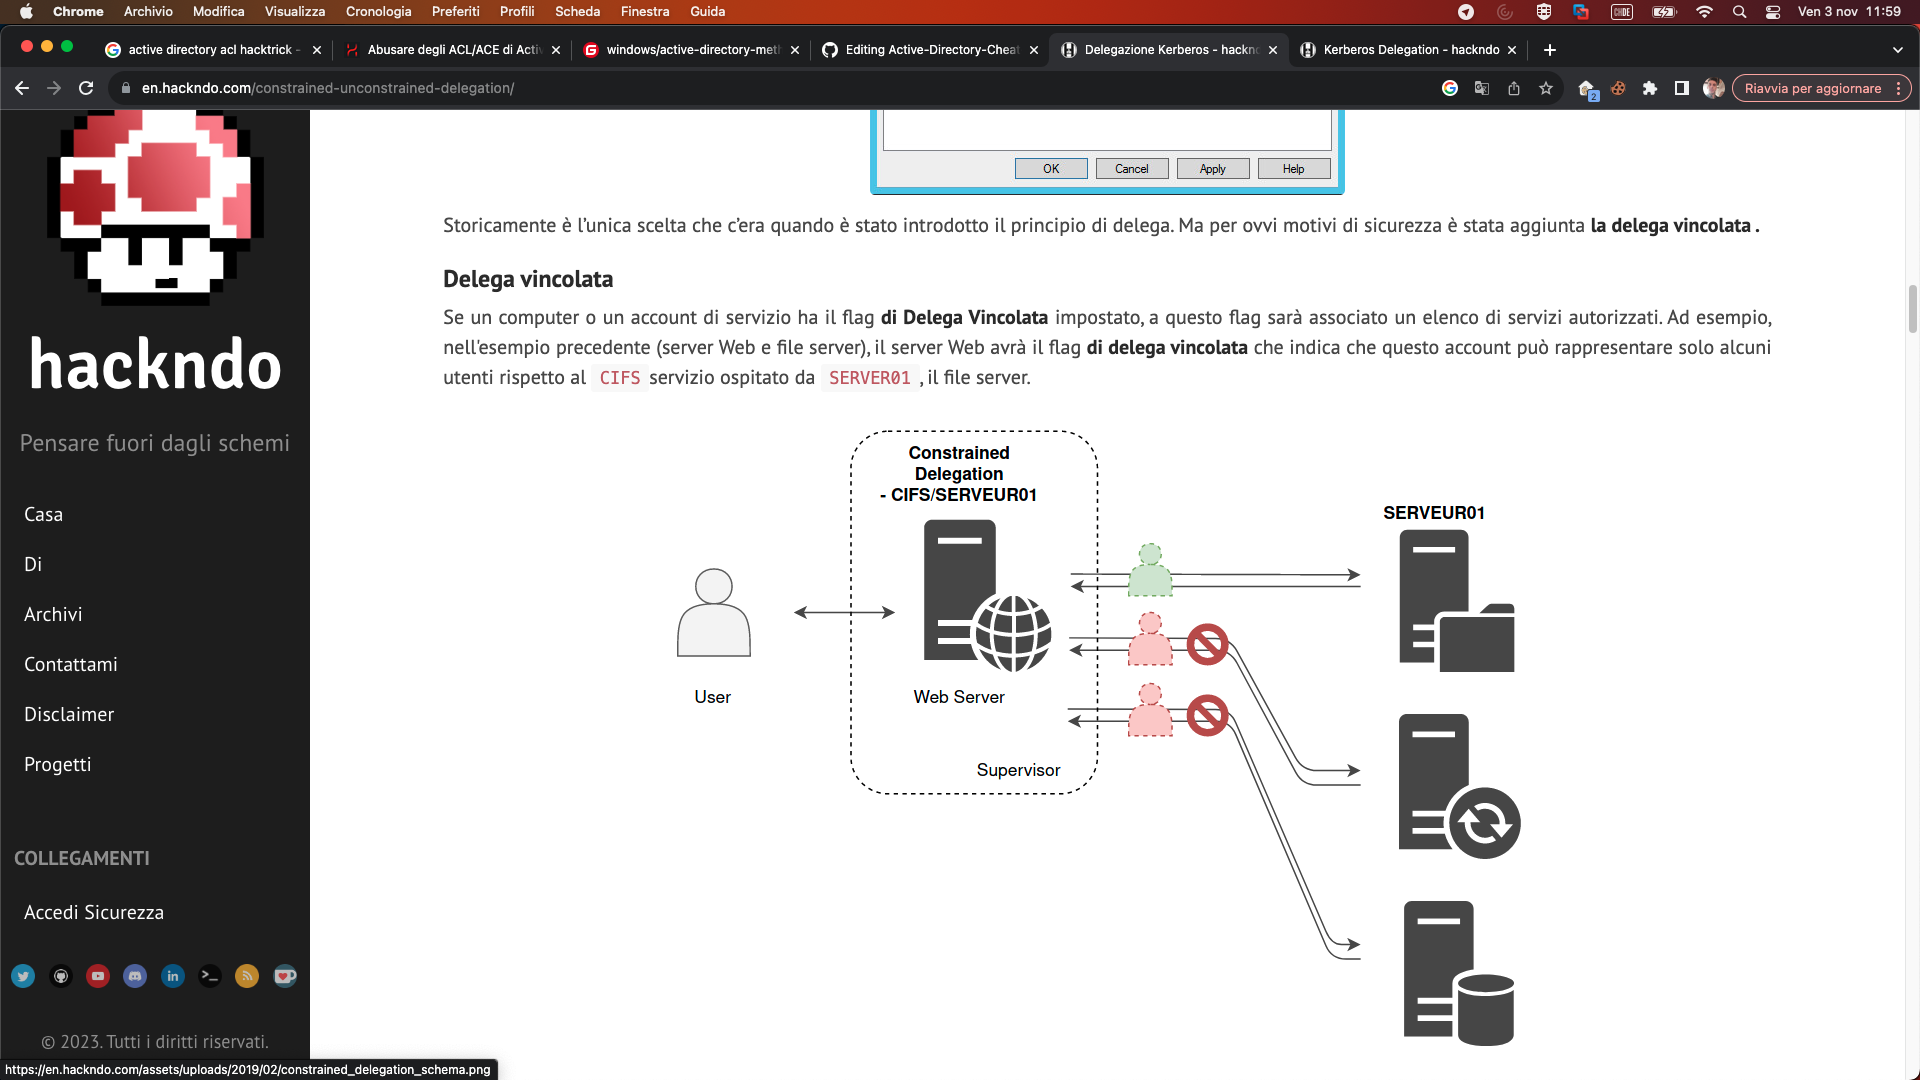 Chrome Archivio Modifica Visualizza Cronologia Preferiti Profili Scheda Finestra Guida Ven 3 nov 11:59
active directory acl hacktrick - Abusare degli ACL/ACE di Activ windows/active-directory-meth Editing Active-Directory-Cheat Delegazione Kerberos - hacknd Kerberos Delegation - hackndo
en.hackndo.com/constrained-unconstrained-delegation/ 2 Riavvia per aggiornare
OK Cancel Apply Help
Storicamente è l’unica scelta che c’era quando è stato introdotto il principio di delega. Ma per ovvi motivi di sicurezza è stata aggiunta la delega vincolata .
Delega vincolata
Se un computer o un account di servizio ha il flag di Delega Vincolata impostato, a questo flag sarà associato un elenco di servizi autorizzati. Ad esempio,
nell'esempio precedente (server Web e file server), il server Web avrà il flag di delega vincolata che indica che questo account può rappresentare solo alcuni
utenti rispetto al CIFS servizio ospitato da SERVER01 , il file server.
Constrained
Delegation
- CIFS/SERVEUR01
SERVEUR01
User
Web Server
Supervisor
hackndo
Pensare fuori dagli schemi
Casa
Di
Archivi
Contattami
Disclaimer
Progetti
COLLEGAMENTI
Accedi Sicurezza
© 2023. Tutti i diritti riservati.
https://en.hackndo.com/assets/uploads/2019/02/constrained_delegation_schema.png